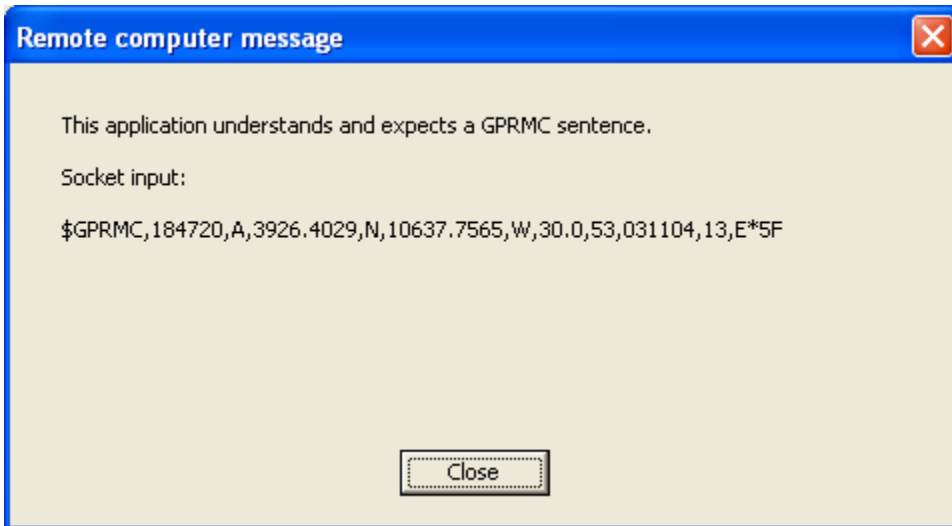 Remote computer message
This application understands and expects a GPRMC sentence.
Socket input:
$GPRMC,184720,A,3926.4029,N,10637.7565,W,30.0,53,031104,13,E*5F
Close